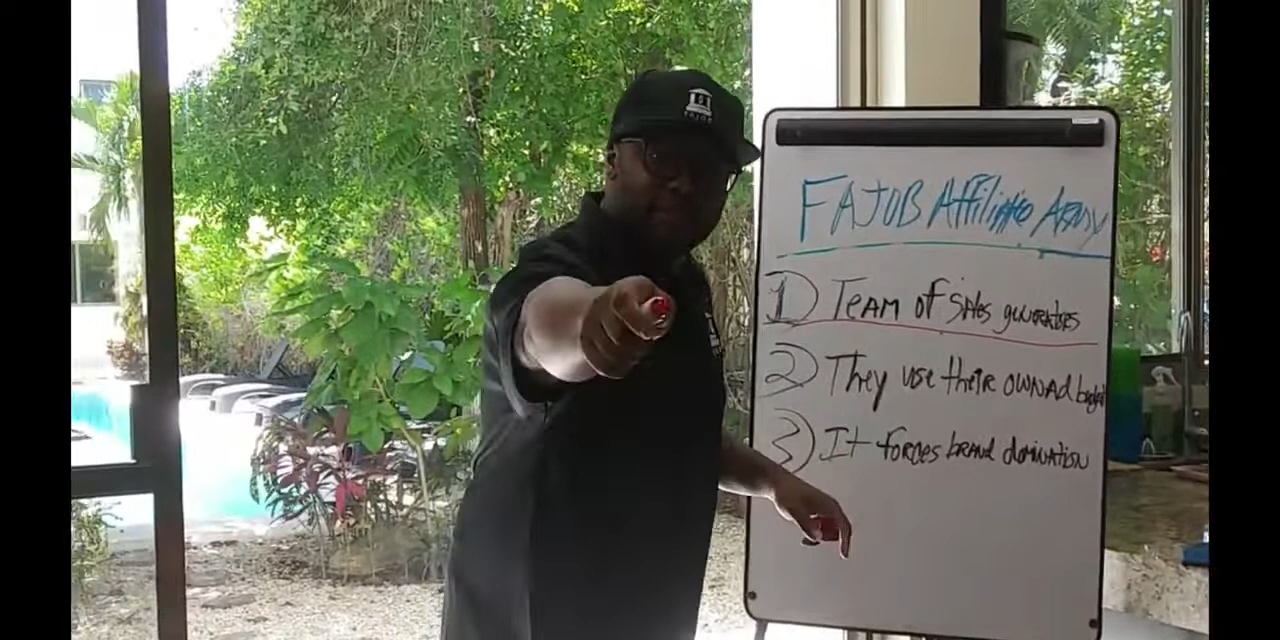 FAJOB
FAJOB Affiliate Army
1) TEAM of SAles generators
2) They use their OWN Ad budget
3) It forces brand domination